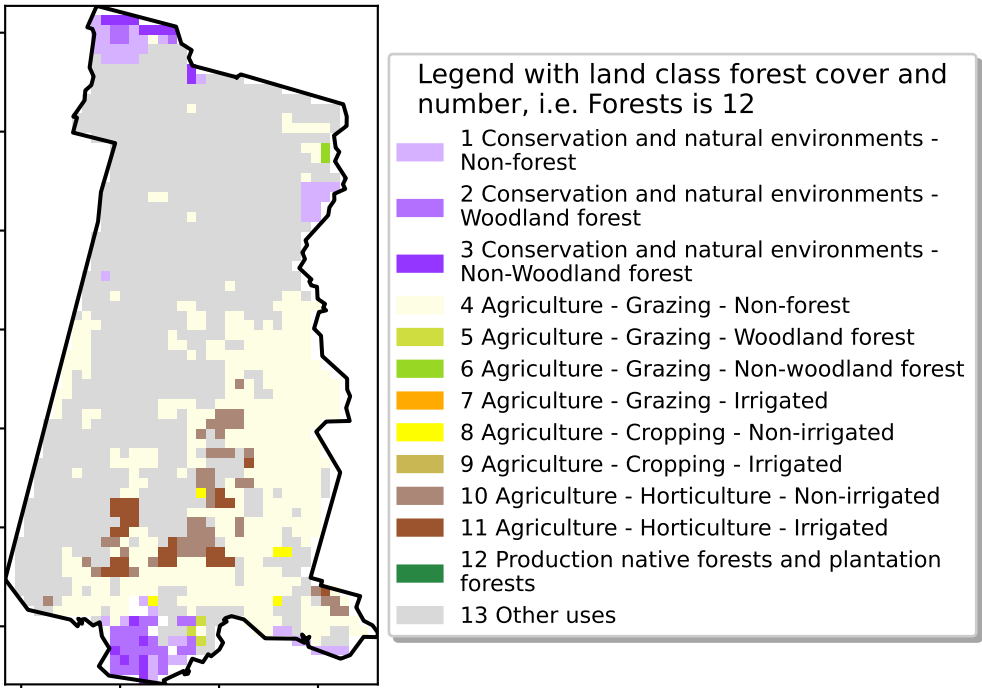 Legend with land class forest cover and
number, i.e. Forests is 12
1 Conservation and natural environments -
Non-forest
2 Conservation and natural environments -
Woodland forest
3 Conservation and natural environments -
Non-Woodland forest
4 Agriculture - Grazing - Non-forest
5 Agriculture - Grazing - Woodland forest
6 Agriculture - Grazing - Non-woodland forest
7 Agriculture - Grazing - Irrigated
8 Agriculture - Cropping - Non-irrigated
9 Agriculture - Cropping - Irrigated
10 Agriculture - Horticulture - Non-irrigated
11 Agriculture - Horticulture - Irrigated
12 Production native forests and plantation
forests
13 Other uses